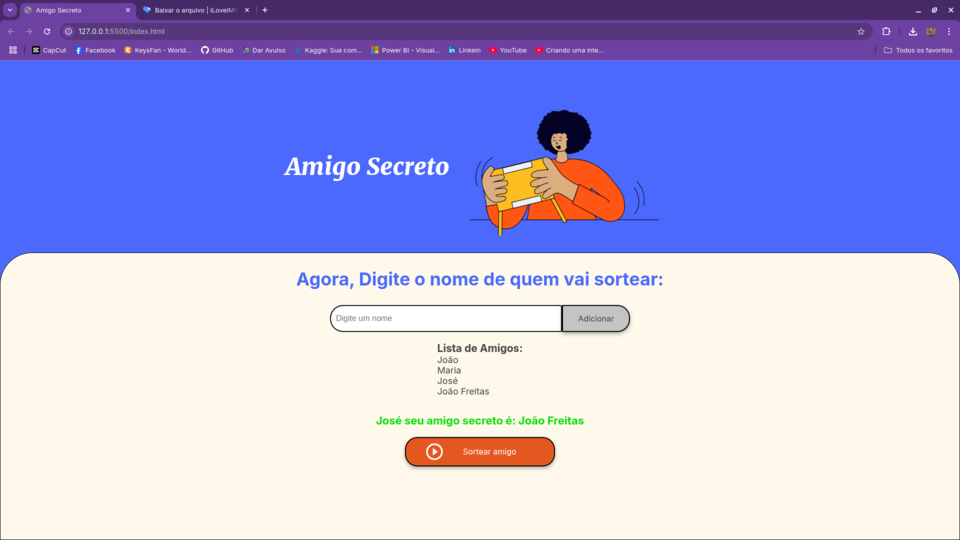 Amigo Secreto
Baixar o arquivo | iLoveIM
127.0.0.1:5500/index.html
CapCut
Facebook
KeysFan - World...
GitHub
Dar Avulso
Kaggle: Sua com...
Power BI - Visual...
Linkein
YouTube
Criando uma inte...
Todos os favoritos
Amigo Secreto
Agora, Digite o nome de quem vai sortear:
Digite um nome
Adicionar
Lista de Amigos:
João
Maria
José
João Freitas
José seu amigo secreto é: João Freitas
Sortear amigo